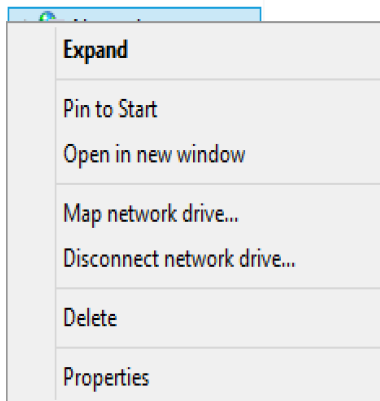 Expand
Pin to Start
Open in new window
Map network drive...
Disconnect network drive...
Delete
Properties